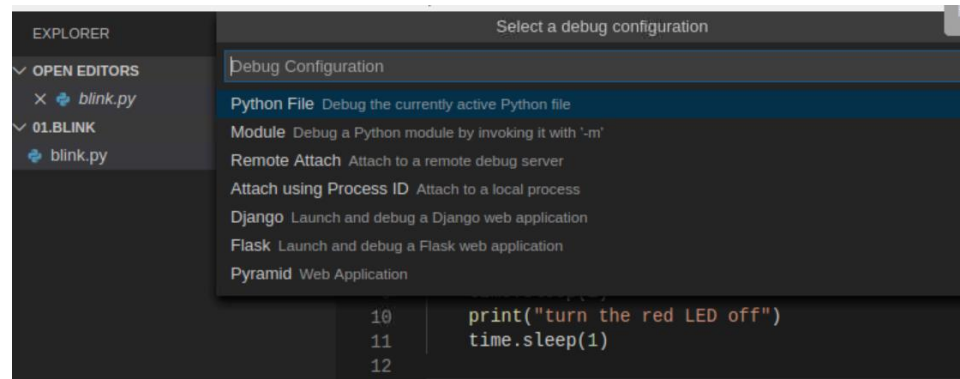 Select a debug configuration
EXPLORER
Debug Configuration
OPEN EDITORS
blink.py
Python File Debug the currently active Python file
01.BLINK
Module Debug a Python module by invoking it with '-m'
blink.py
Remote Attach Attach to a remote debug server
Attach using Process ID Attach to a local process
Django Launch and debug a Django web application
Flask Launch and debug a Flask web application
Pyramid Web Application
10 print("turn the red LED off")
11 time.sleep(1)
12